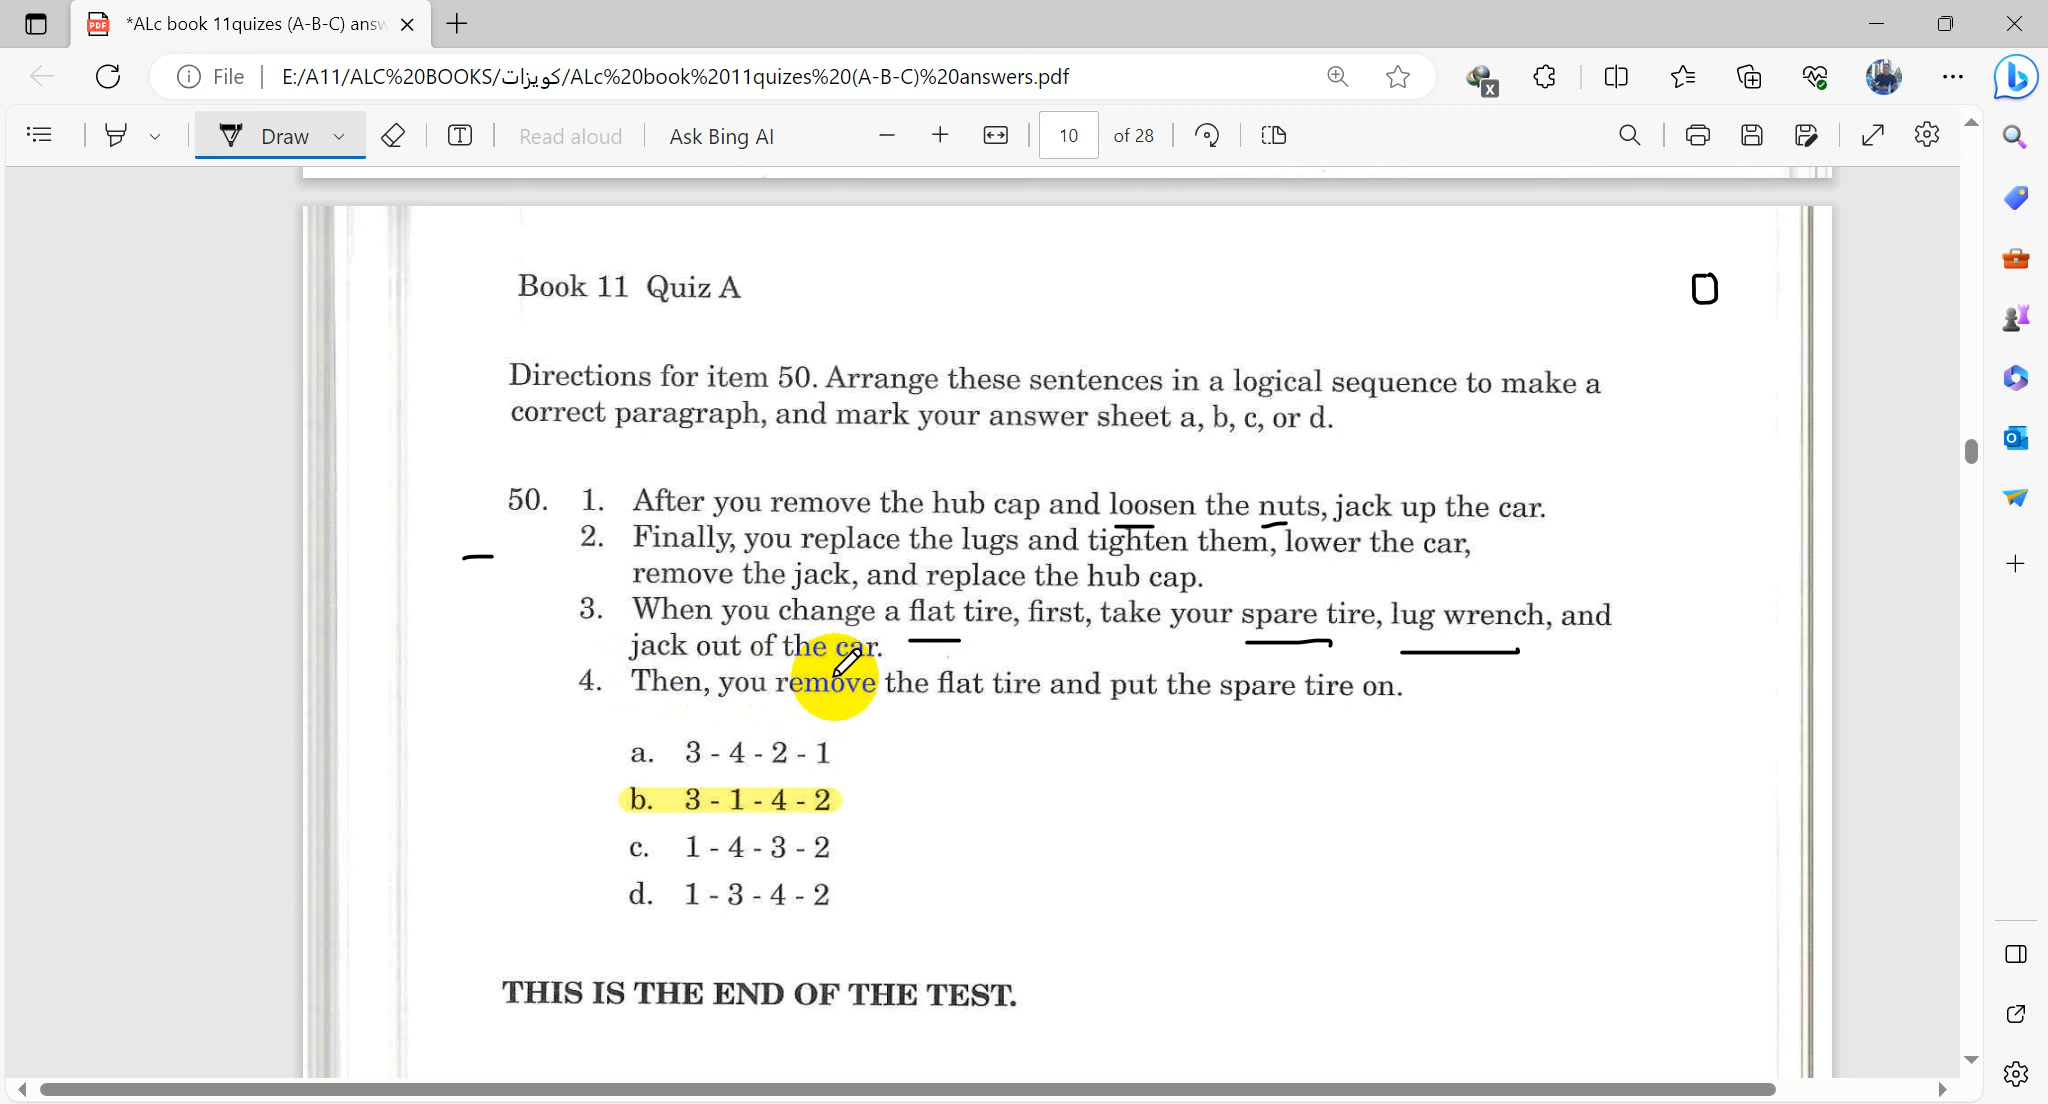 *ALc book 11quizes (A-B-C) answ
File
E:/A11/ALC%20BOOKS/كويزات/ALc%20book%2011quizes%20(A-B-C)%20answers.pdf
Draw
Read aloud
Ask Bing AI
10
of 28
Book 11 Quiz A
Directions for item 50. Arrange these sentences in a logical sequence to make a
correct paragraph, and mark your answer sheet a, b, c, or d.
50. 1. After you remove the hub cap and loosen the nuts, jack up the car.
2. Finally, you replace the lugs and tighten them, lower the car,
remove the jack, and replace the hub cap.
3. When you change a flat tire, first, take your spare tire, lug wrench, and
jack out of the car.
4. Then, you remove the flat tire and put the spare tire on.
a. 3 - 4 - 2 - 1
b. 3 - 1 - 4 - 2
c. 1 - 4 - 3 - 2
d. 1 - 3 - 4 - 2
THIS IS THE END OF THE TEST.